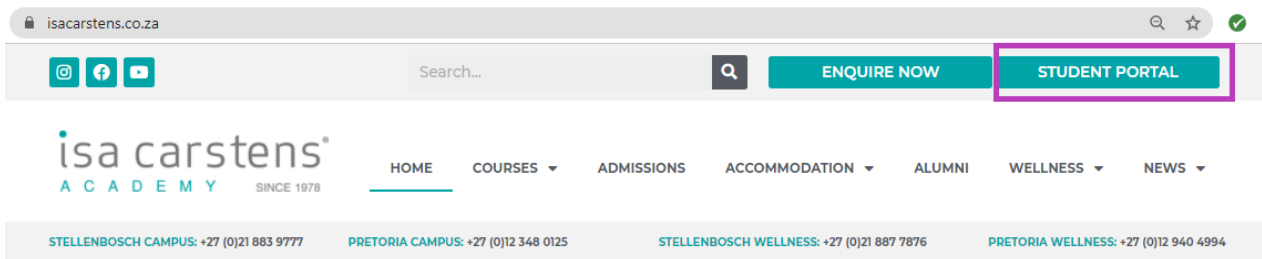 isacarstens.co.za
Search...
ENQUIRE NOW
STUDENT PORTAL
isa carstens®
ACADEMY SINCE 1978
HOME COURSES ADMISSIONS ACCOMMODATION ALUMNI WELLNESS NEWS
STELLENBOSCH CAMPUS: +27 (0)21 883 9777 PRETORIA CAMPUS: +27 (0)12 348 0125 STELLENBOSCH WELLNESS: +27 (0)21 887 7876 PRETORIA WELLNESS: +27 (0)12 940 4994